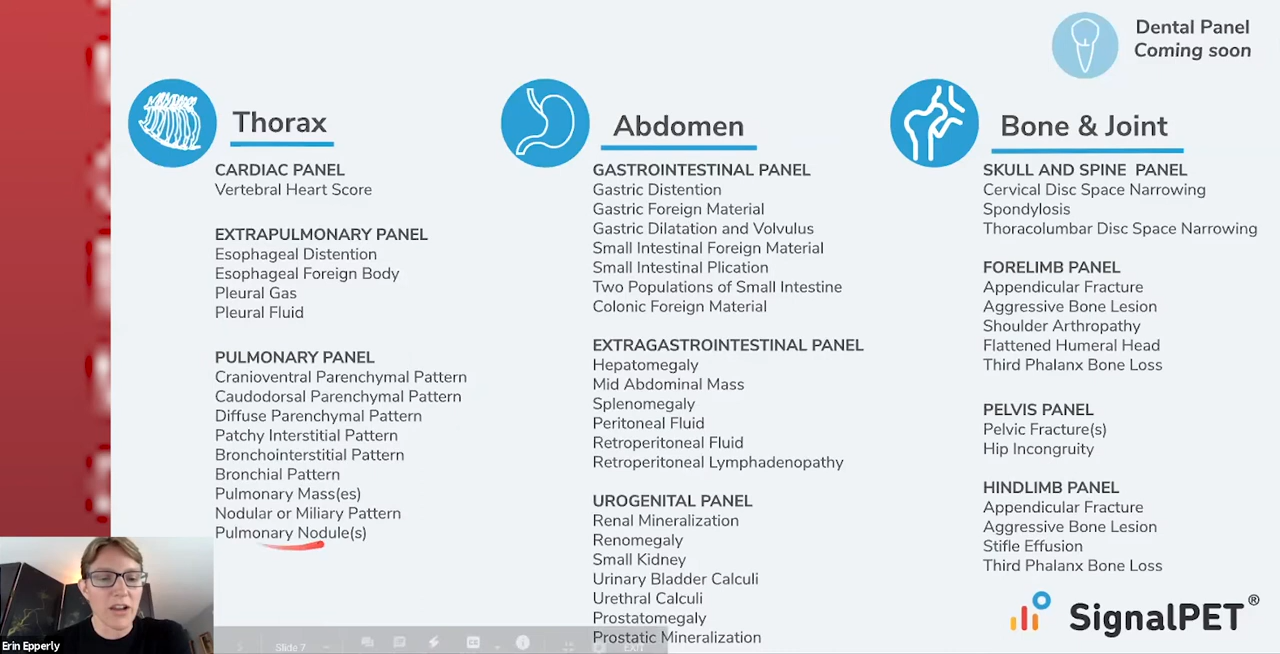 Dental Panel
Coming soon
Thorax
CARDIAC PANEL
Vertebral Heart Score
EXTRAPULMONARY PANEL
Esophageal Distention
Esophageal Foreign Body
Pleural Gas
Pleural Fluid
PULMONARY PANEL
Cranioventral Parenchymal Pattern
Caudodorsal Parenchymal Pattern
Diffuse Parenchymal Pattern
Patchy Interstitial Pattern
Bronchointerstitial Pattern
Bronchial Pattern
Pulmonary Mass(es)
Nodular or Miliary Pattern
Pulmonary Nodule(s)
Abdomen
GASTROINTESTINAL PANEL
Gastric Distention
Gastric Foreign Material
Gastric Dilatation and Volvulus
Small Intestinal Foreign Material
Small Intestinal Plication
Two Populations of Small Intestine
Colonic Foreign Material
EXTRAGASTROINTESTINAL PANEL
Hepatomegaly
Mid Abdominal Mass
Splenomegaly
Peritoneal Fluid
Retroperitoneal Fluid
Retroperitoneal Lymphadenopathy
UROGENITAL PANEL
Renal Mineralization
Renomegaly
Small Kidney
Urinary Bladder Calculi
Urethral Calculi
Prostatomegaly
Prostatic Mineralization
Bone & Joint
SKULL AND SPINE PANEL
Cervical Disc Space Narrowing
Spondylosis
Thoracolumbar Disc Space Narrowing
FORELIMB PANEL
Appendicular Fracture
Aggressive Bone Lesion
Shoulder Arthropathy
Flattened Humeral Head
Third Phalanx Bone Loss
PELVIS PANEL
Pelvic Fracture(s)
Hip Incongruity
HINDLIMB PANEL
Appendicular Fracture
Aggressive Bone Lesion
Stifle Effusion
Third Phalanx Bone Loss
SignalPET®
Erin Epperly
Slide 7
EXIT